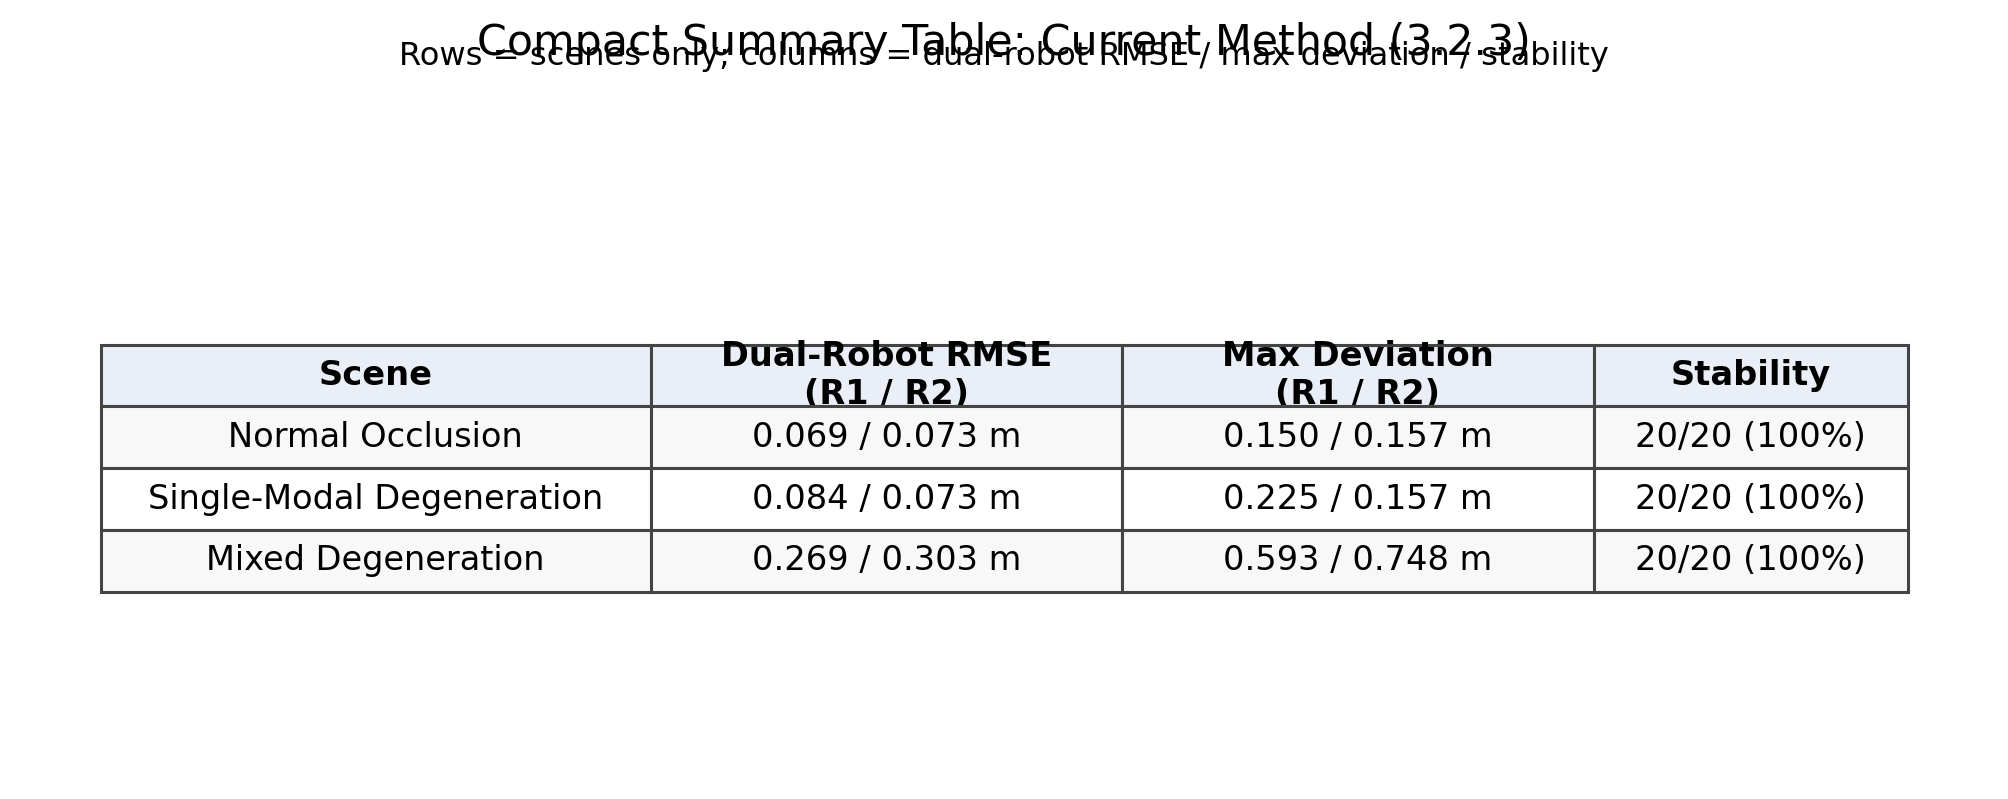 Compact Summary Table: Current Method (3.2.3)
Rows = scenes only; columns = dual-robot RMSE / max deviation / stability
Scene Dual-Robot RMSE (R1 / R2) Max Deviation (R1 / R2) Stability
Normal Occlusion 0.069 / 0.073 m 0.150 / 0.157 m 20/20 (100%)
Single-Modal Degeneration 0.084 / 0.073 m 0.225 / 0.157 m 20/20 (100%)
Mixed Degeneration 0.269 / 0.303 m 0.593 / 0.748 m 20/20 (100%)